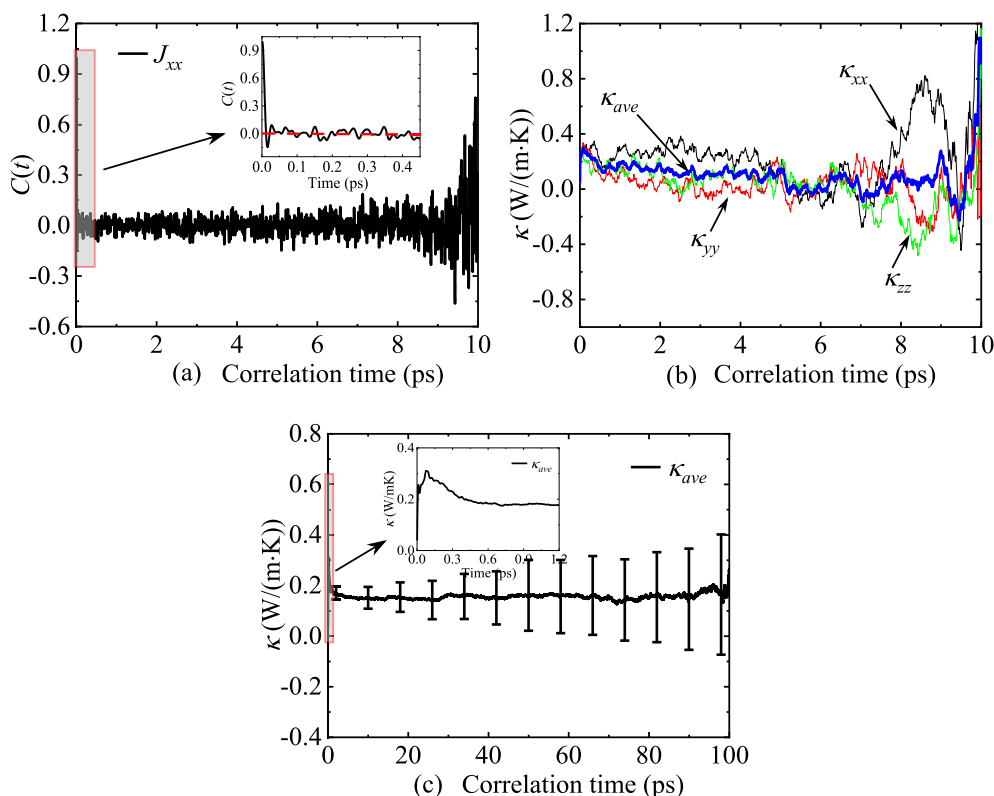 1.2
0.9
0.6
0.3
0.0
-0.3
-0.6
C(t)
J_xx
0.9
0.6
0.3
0.0
C(t)
0.0 0.1 0.2 0.3 0.4
Time (ps)
0 2 4 6 8 10
(a) Correlation time (ps)
1.2
0.8
0.4
0.0
-0.4
-0.8
κ (W/(m·K))
κ_ave
κ_xx
κ_yy
κ_zz
0 2 4 6 8 10
(b) Correlation time (ps)
0.8
0.6
0.4
0.2
0.0
-0.2
-0.4
κ (W/(m·K))
κ_ave
0.4
0.2
0.0
κ (W/mK)
κ_ave
0.0 0.3 0.6 0.9 1.2
Time (ps)
0 20 40 60 80 100
(c) Correlation time (ps)